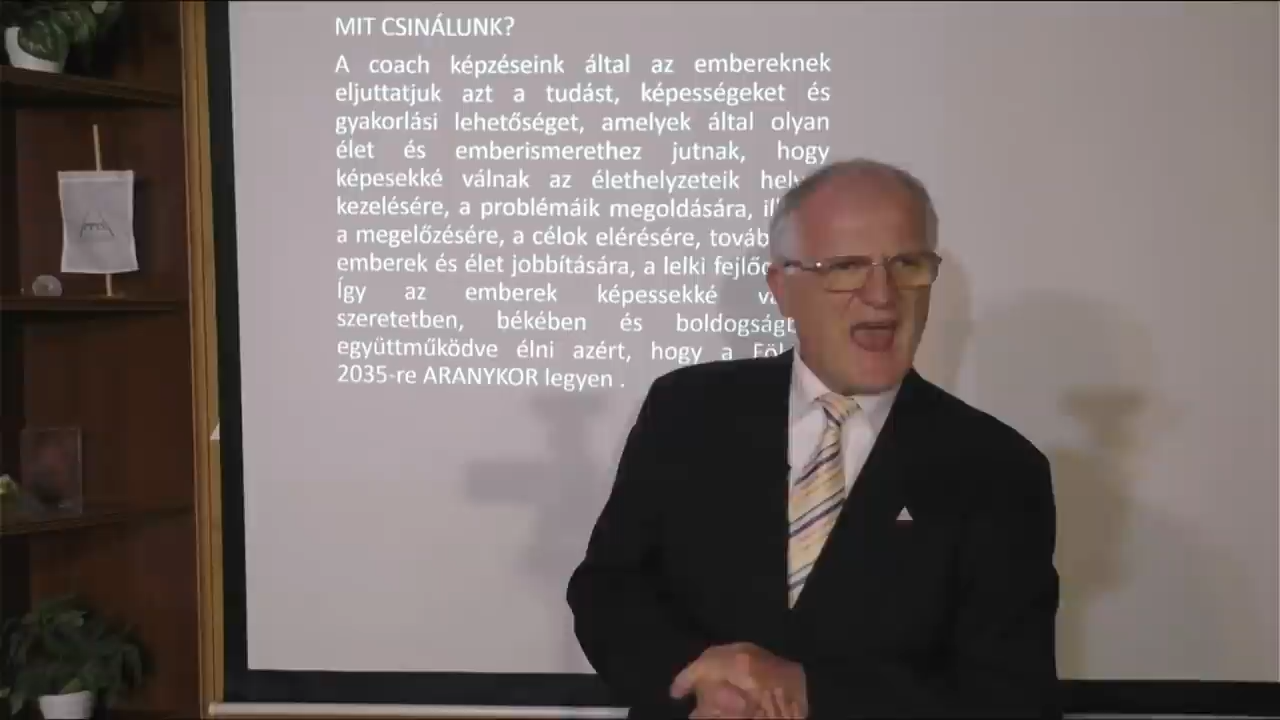 MIT CSINÁLUNK?
A coach képzéseink által az embereknek
eljuttatjuk azt a tudást, képességeket és
gyakorlási lehetőséget, amelyek által olyan
élet és emberismerethez jutnak, hogy
képesekké válnak az élethelyzeteik
kezelésére, a problémáik megoldására,
a megelőzésére, a célok elérésére,
emberek és élet jobbítására, a lelki
Így az emberek képessekké
szeretetben, békében és
együttműködve élni azért, hogy a
2035-re ARANYKOR legyen .